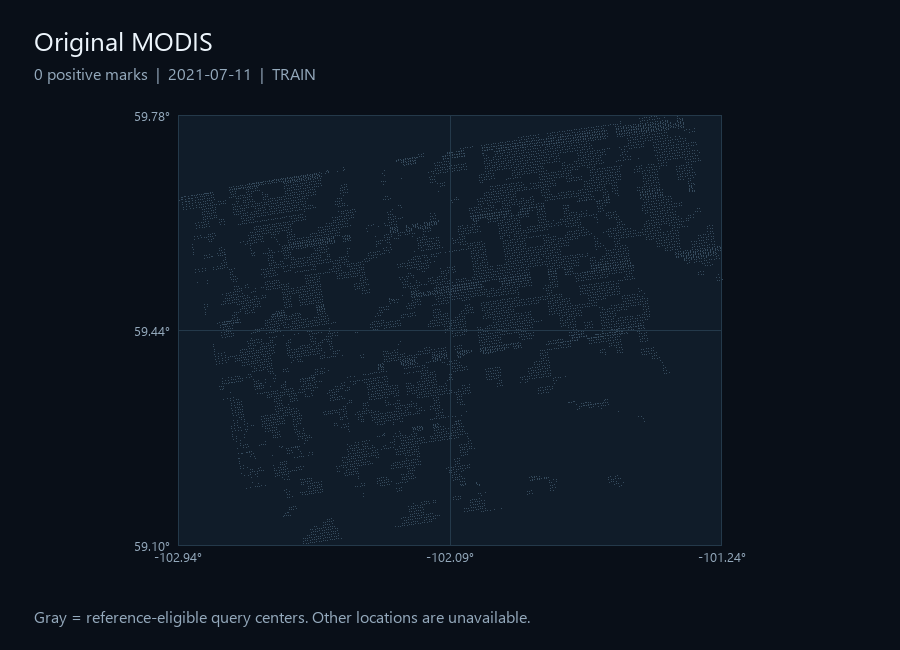 Original MODIS
0 positive marks | 2021-07-11 | TRAIN
59.78°
59.44°
59.10°
-102.94°
-102.09°
-101.24°
Gray = reference-eligible query centers. Other locations are unavailable.